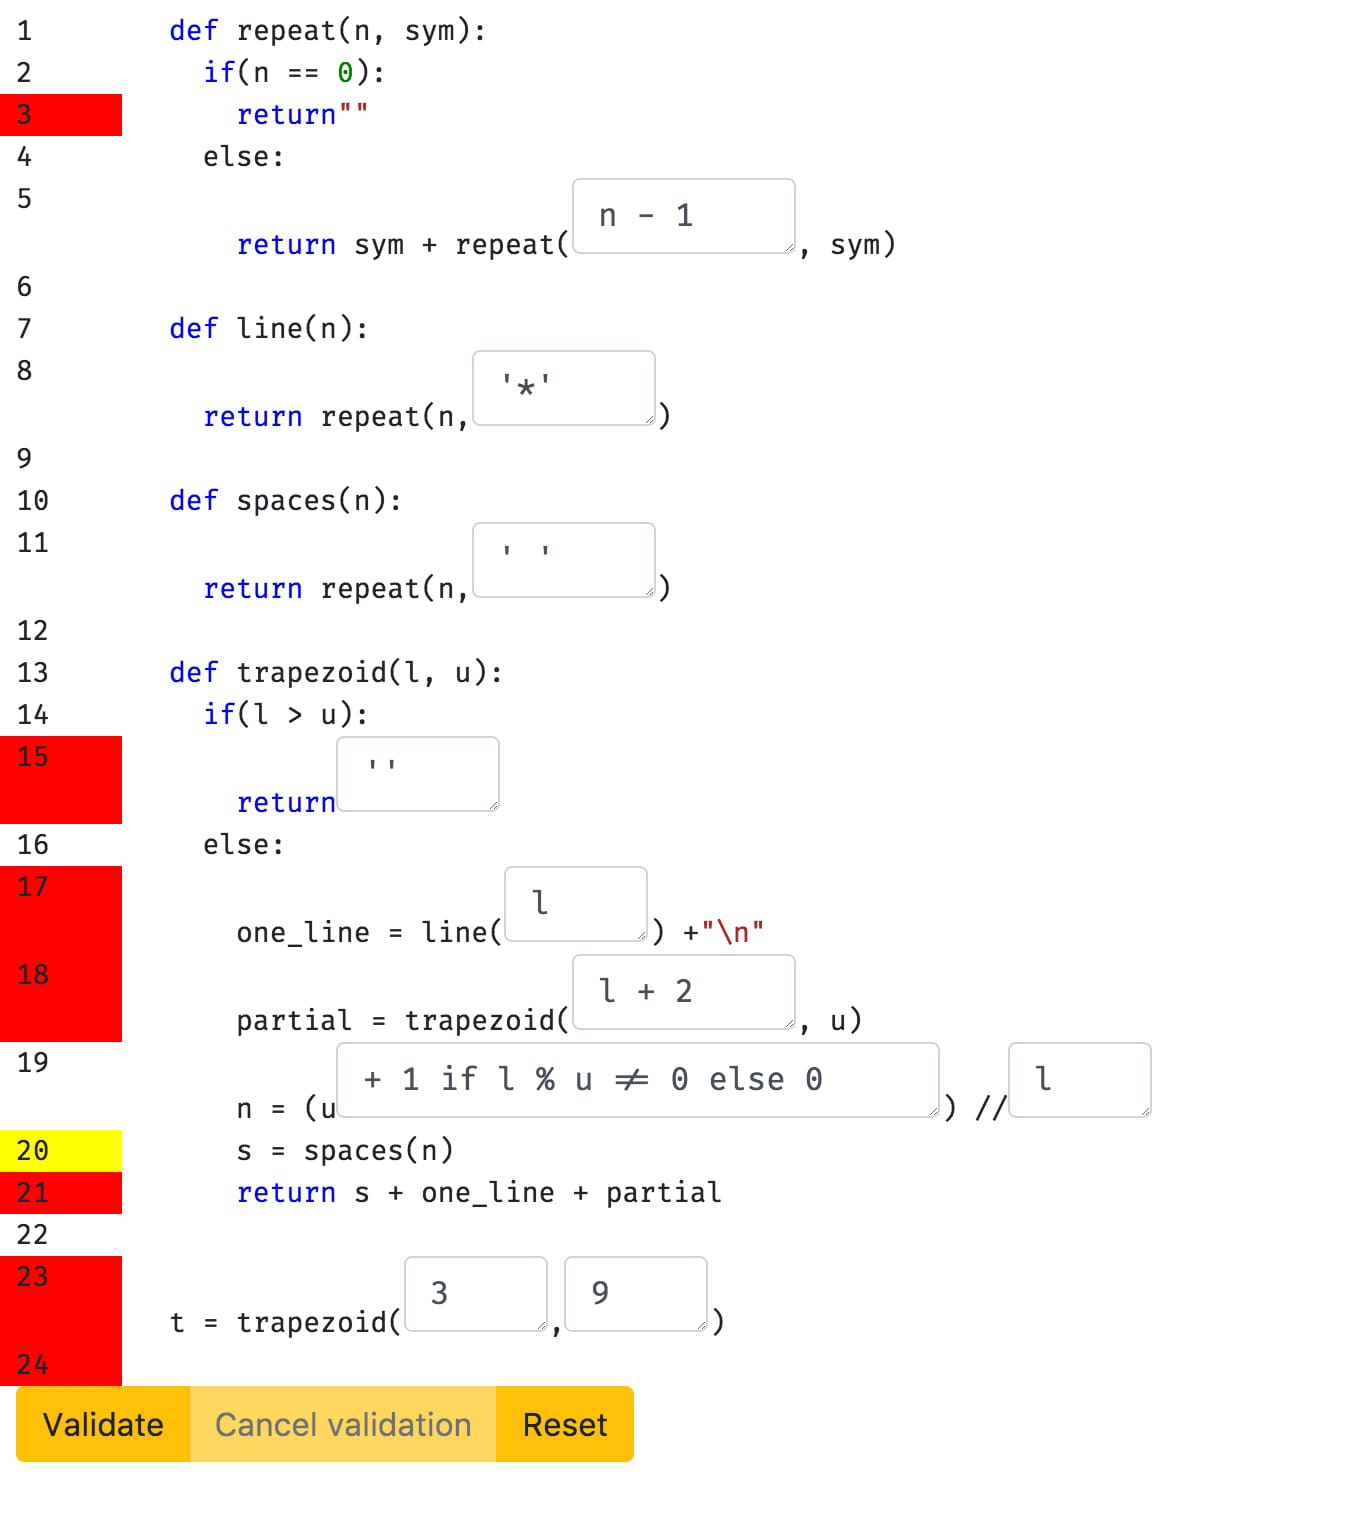 1 def repeat(n, sym):
2 if(n == 0):
3 return""
4 else:
5 return sym + repeat(n - 1, sym)
6
7 def line(n):
8 return repeat(n,'*')
9
10 def spaces(n):
11 return repeat(n,' ')
12
13 def trapezoid(l, u):
14 if(l > u):
15 return''
16 else:
17 one_line = line(l) +"\n"
18 partial = trapezoid(l + 2, u)
19 n = (u + 1 if l % u ≠ 0 else 0) //l
20 s = spaces(n)
21 return s + one_line + partial
22
23 t = trapezoid(3,9)
24
Validate Cancel validation Reset